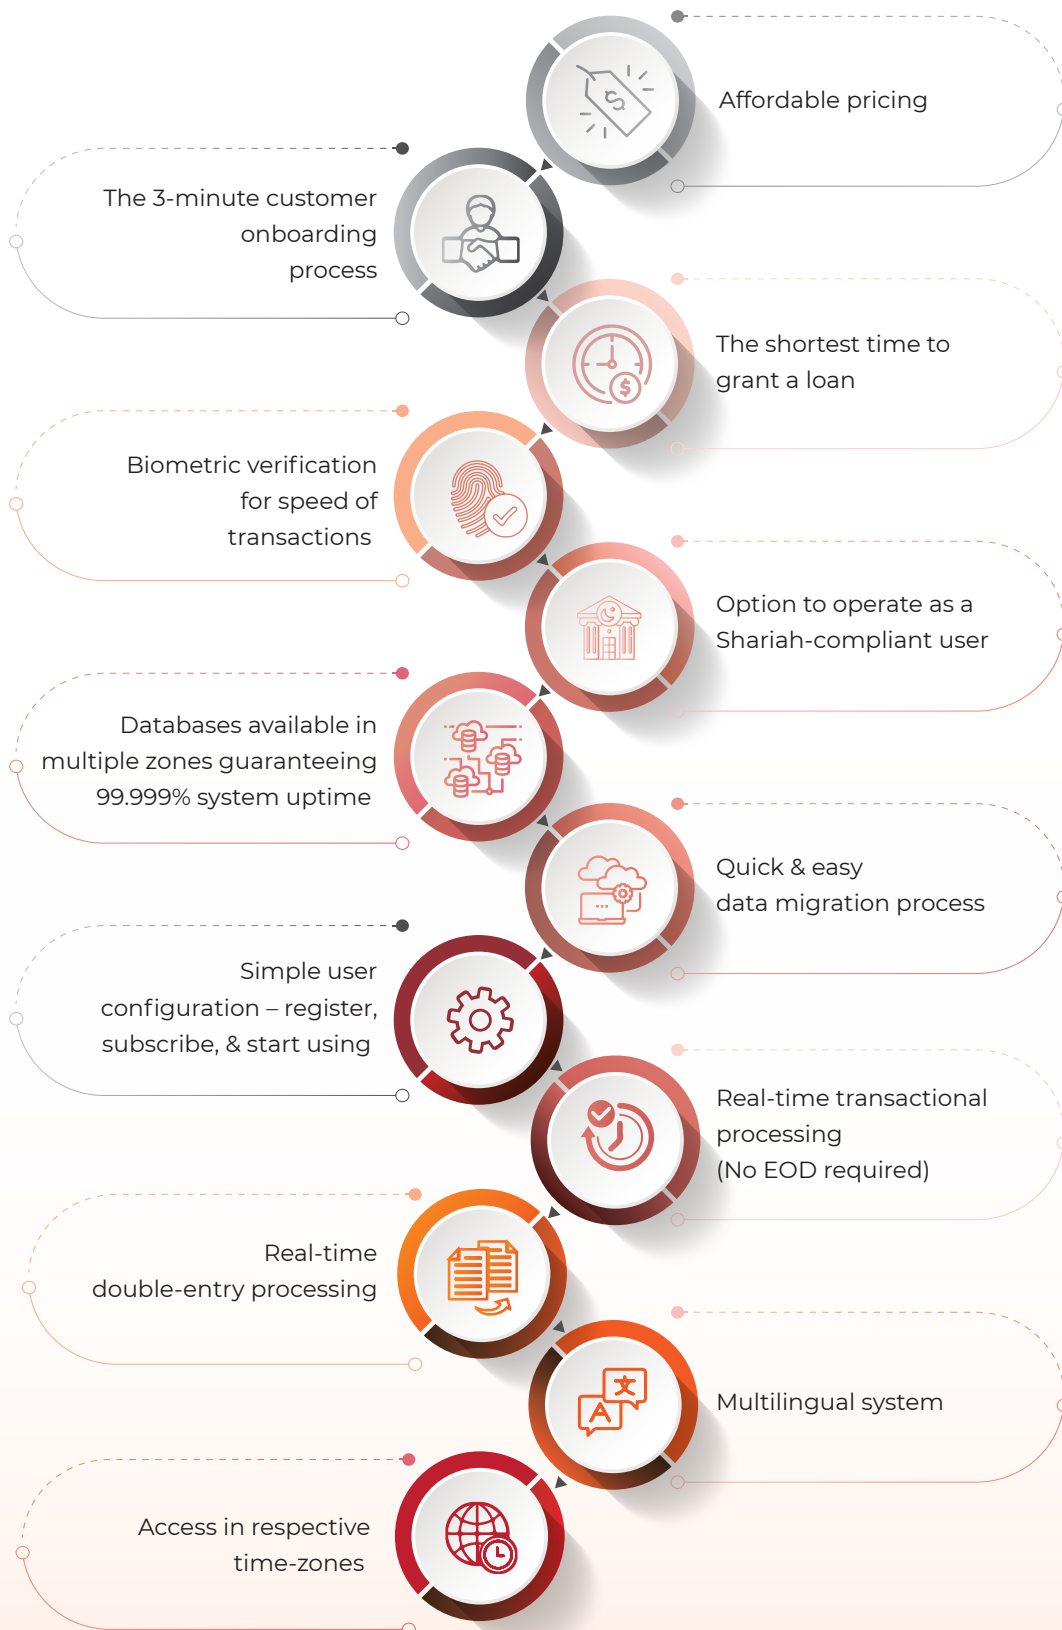 Affordable pricing
The 3-minute customer
onboarding
process
The shortest time to
grant a loan
Biometric verification
for speed of
transactions
Option to operate as a
Shariah-compliant user
Databases available in
multiple zones guaranteeing
99.999% system uptime
Quick & easy
data migration process
Simple user
configuration – register,
subscribe, & start using
Real-time transactional
processing
(No EOD required)
Real-time
double-entry processing
Multilingual system
文
A
Access in respective
time-zones